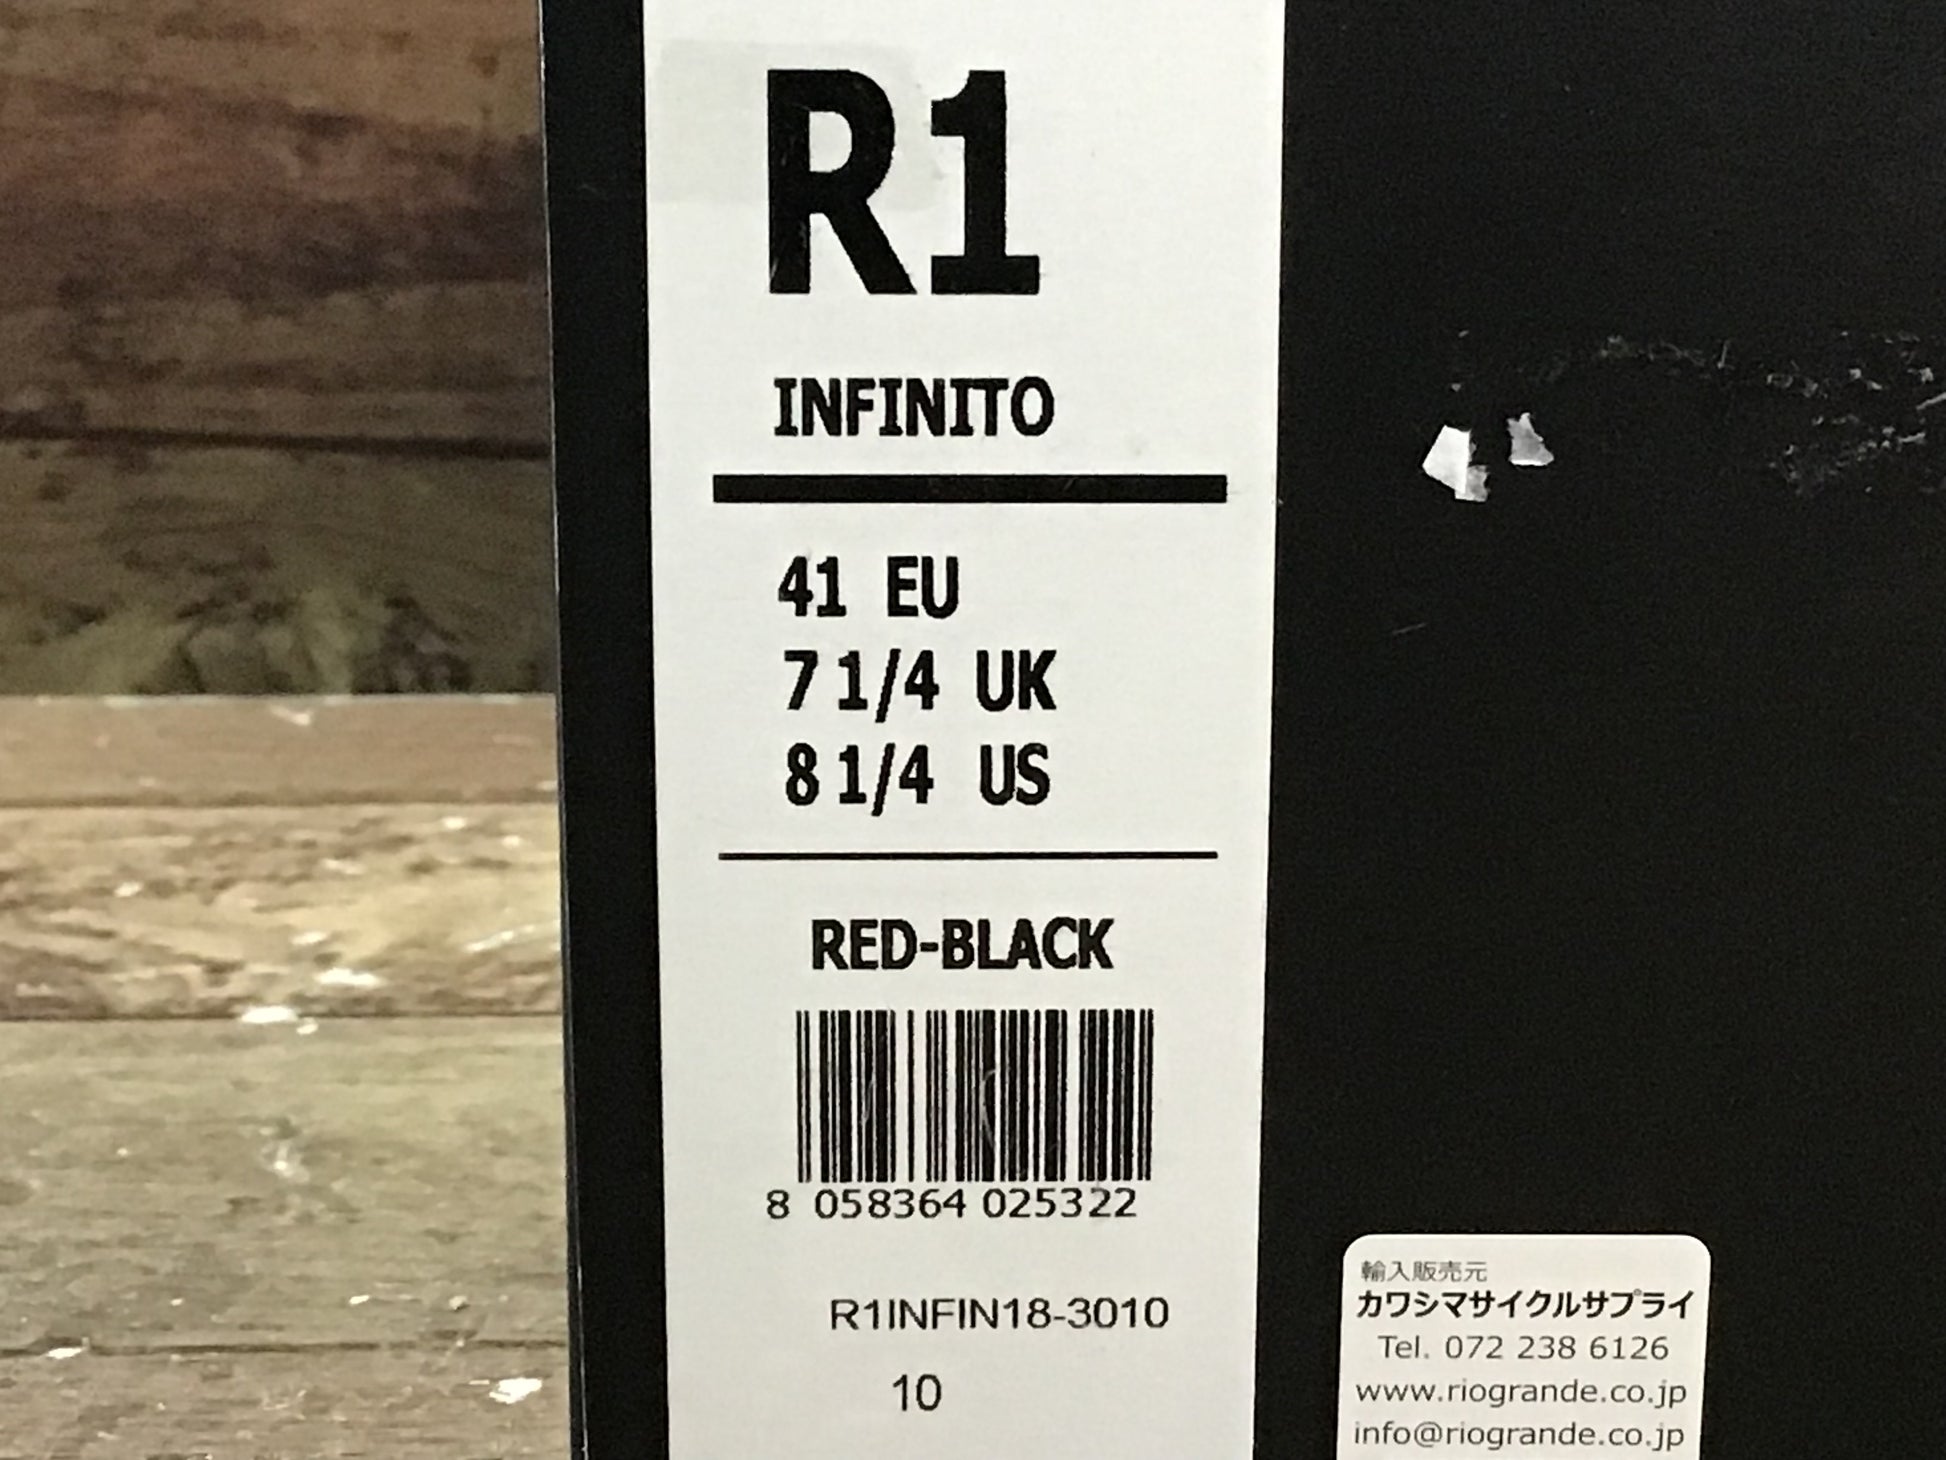 R1
INFINITO
41 EU
7 1/4 UK
8 1/4 US
RED-BLACK
8 058364 025322
R1INFIN18-3010
10
輸入販売元
カワシマサイクルサプライ
Tel. 072 238 6126
www.riogrande.co.jp
info@riogrande.co.jp